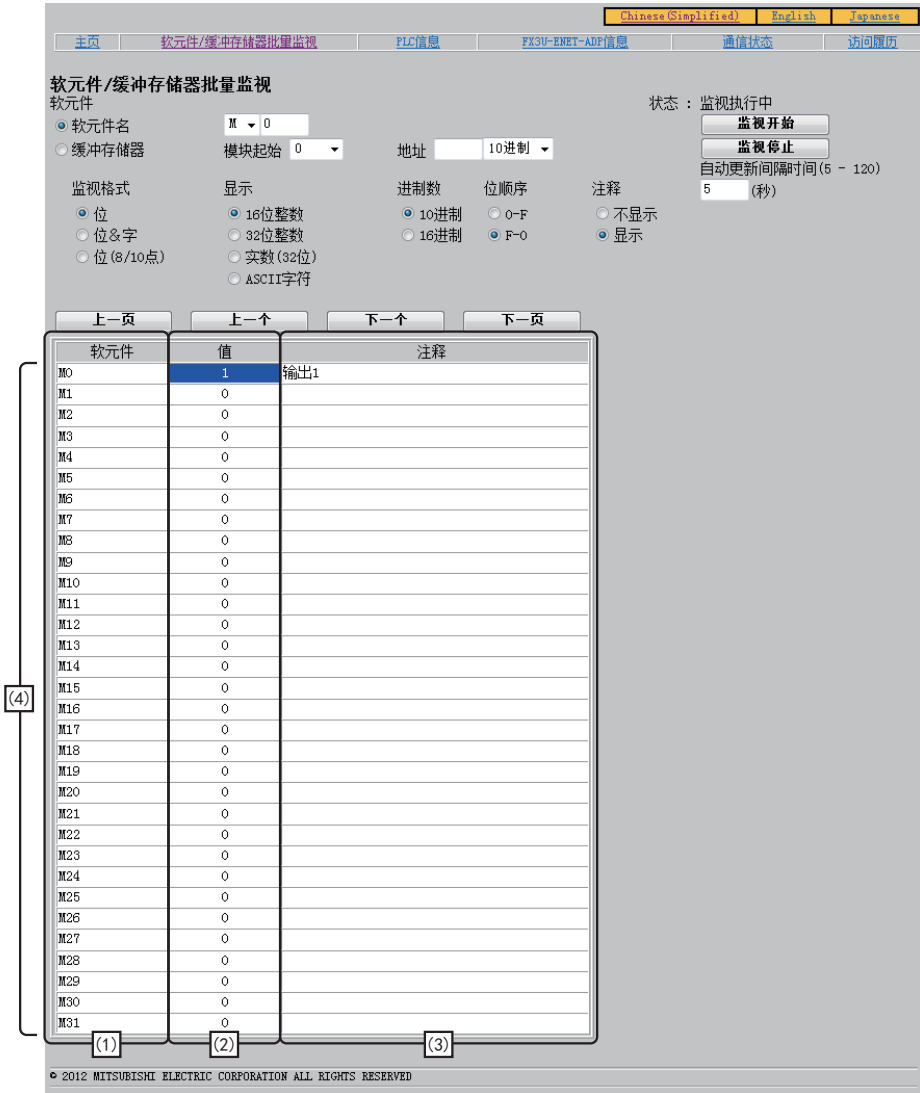 Chinese(Simplified) English Japanese
主页 软元件/缓冲存储器批量监视 PLC信息 FX3U-ENET-ADP信息 通信状态 访问履历
软元件/缓冲存储器批量监视
软元件 状态 : 监视执行中
软元件名 M 0 监视开始
缓冲存储器 模块起始 0 地址 10进制 监视停止
自动更新间隔时间(5 - 120)
监视格式 显示 进制数 位顺序 注释 5 (秒)
位 16位整数 10进制 0-F 不显示
位&字 32位整数 16进制 F-0 显示
位(8/10点) 实数(32位)
ASCII字符
上一页 上一个 下一个 下一页
软元件 值 注释
M0 1 输出1
M1 0
M2 0
M3 0
M4 0
M5 0
M6 0
M7 0
M8 0
M9 0
M10 0
M11 0
M12 0
M13 0
M14 0
M15 0
(4)
M16 0
M17 0
M18 0
M19 0
M20 0
M21 0
M22 0
M23 0
M24 0
M25 0
M26 0
M27 0
M28 0
M29 0
M30 0
M31 0
(1) (2) (3)
© 2012 MITSUBISHI ELECTRIC CORPORATION ALL RIGHTS RESERVED